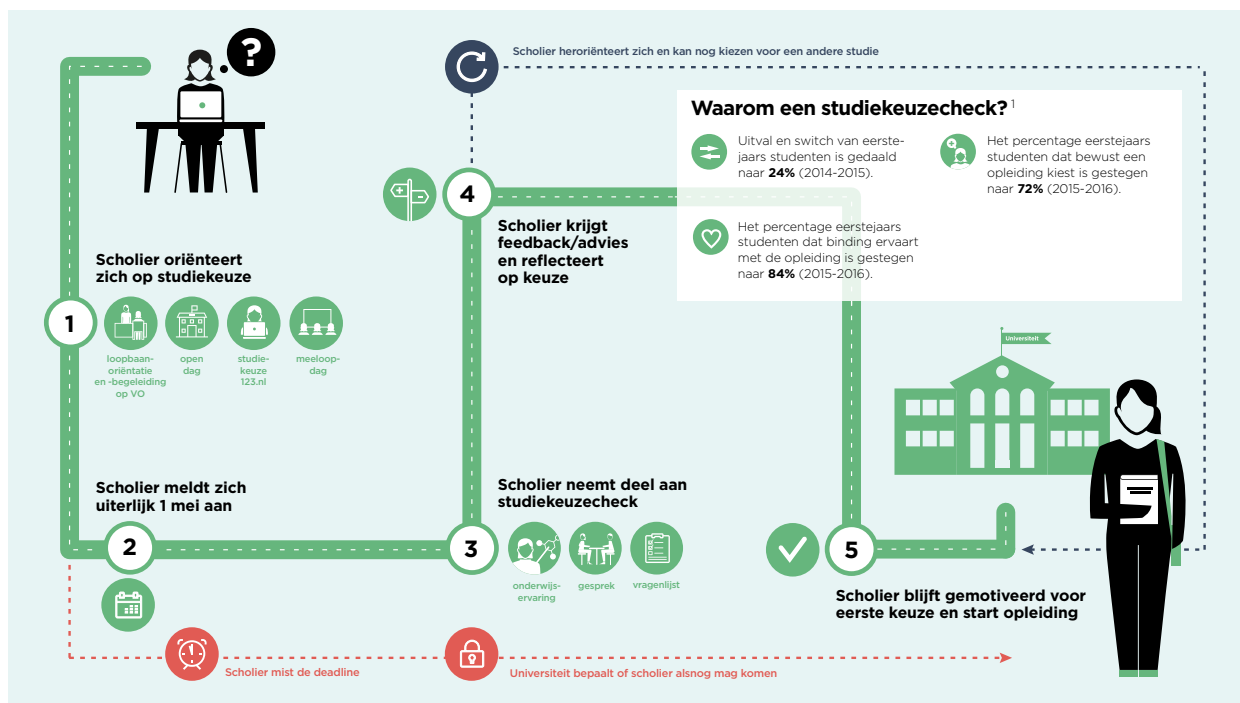 ?
Scholier heroriënteert zich en kan nog kiezen voor een andere studie
Waarom een studiekeuzecheck? 1
Uitval en switch van eerste-
jaars studenten is gedaald
naar 24% (2014-2015).
Het percentage eerstejaars
studenten dat bewust een
opleiding kiest is gestegen
naar 72% (2015-2016).
Het percentage eerstejaars
studenten dat binding ervaart
met de opleiding is gestegen
naar 84% (2015-2016).
4
Scholier krijgt
feedback/advies
en reflecteert
op keuze
Scholier oriënteert
zich op studiekeuze
1
loopbaan-
oriëntatie
en -begeleiding
op VO
open
dag
studie-
keuze
123.nl
meeloop-
dag
Universiteit
Scholier meldt zich
uiterlijk 1 mei aan
2
Scholier neemt deel aan
studiekeuzecheck
3
onderwijs-
ervaring
gesprek
vragenlijst
5
Scholier blijft gemotiveerd voor
eerste keuze en start opleiding
Scholier mist de deadline
Universiteit bepaalt of scholier alsnog mag komen